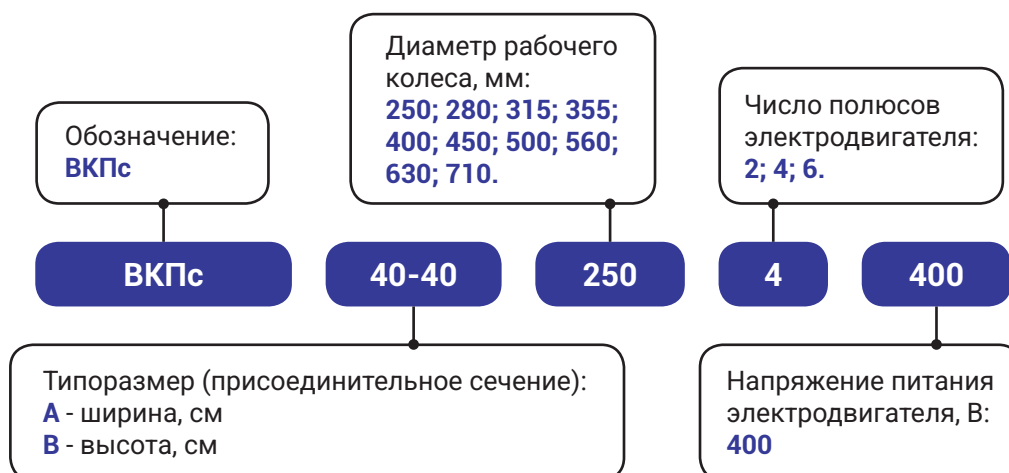 Обозначение:
ВКПс
Диаметр рабочего
колеса, мм:
250; 280; 315; 355;
400; 450; 500; 560;
630; 710.
Число полюсов
электродвигателя:
2; 4; 6.
ВКПс
40-40
250
4
400
Типоразмер (присоединительное сечение):
А - ширина, см
В - высота, см
Напряжение питания
электродвигателя, В:
400